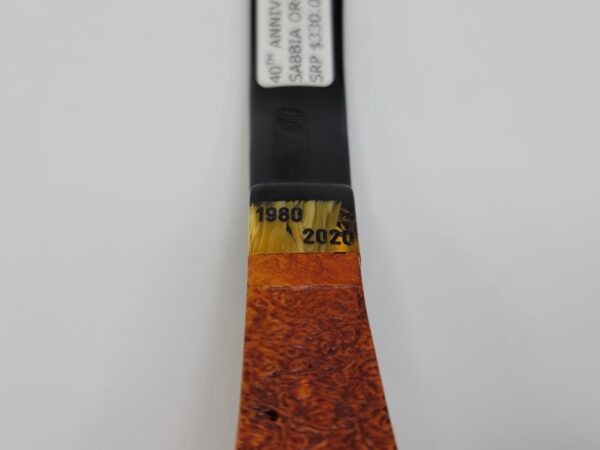 40TH ANNIV
SABBIA OR
SRP $330.0
1980
2020